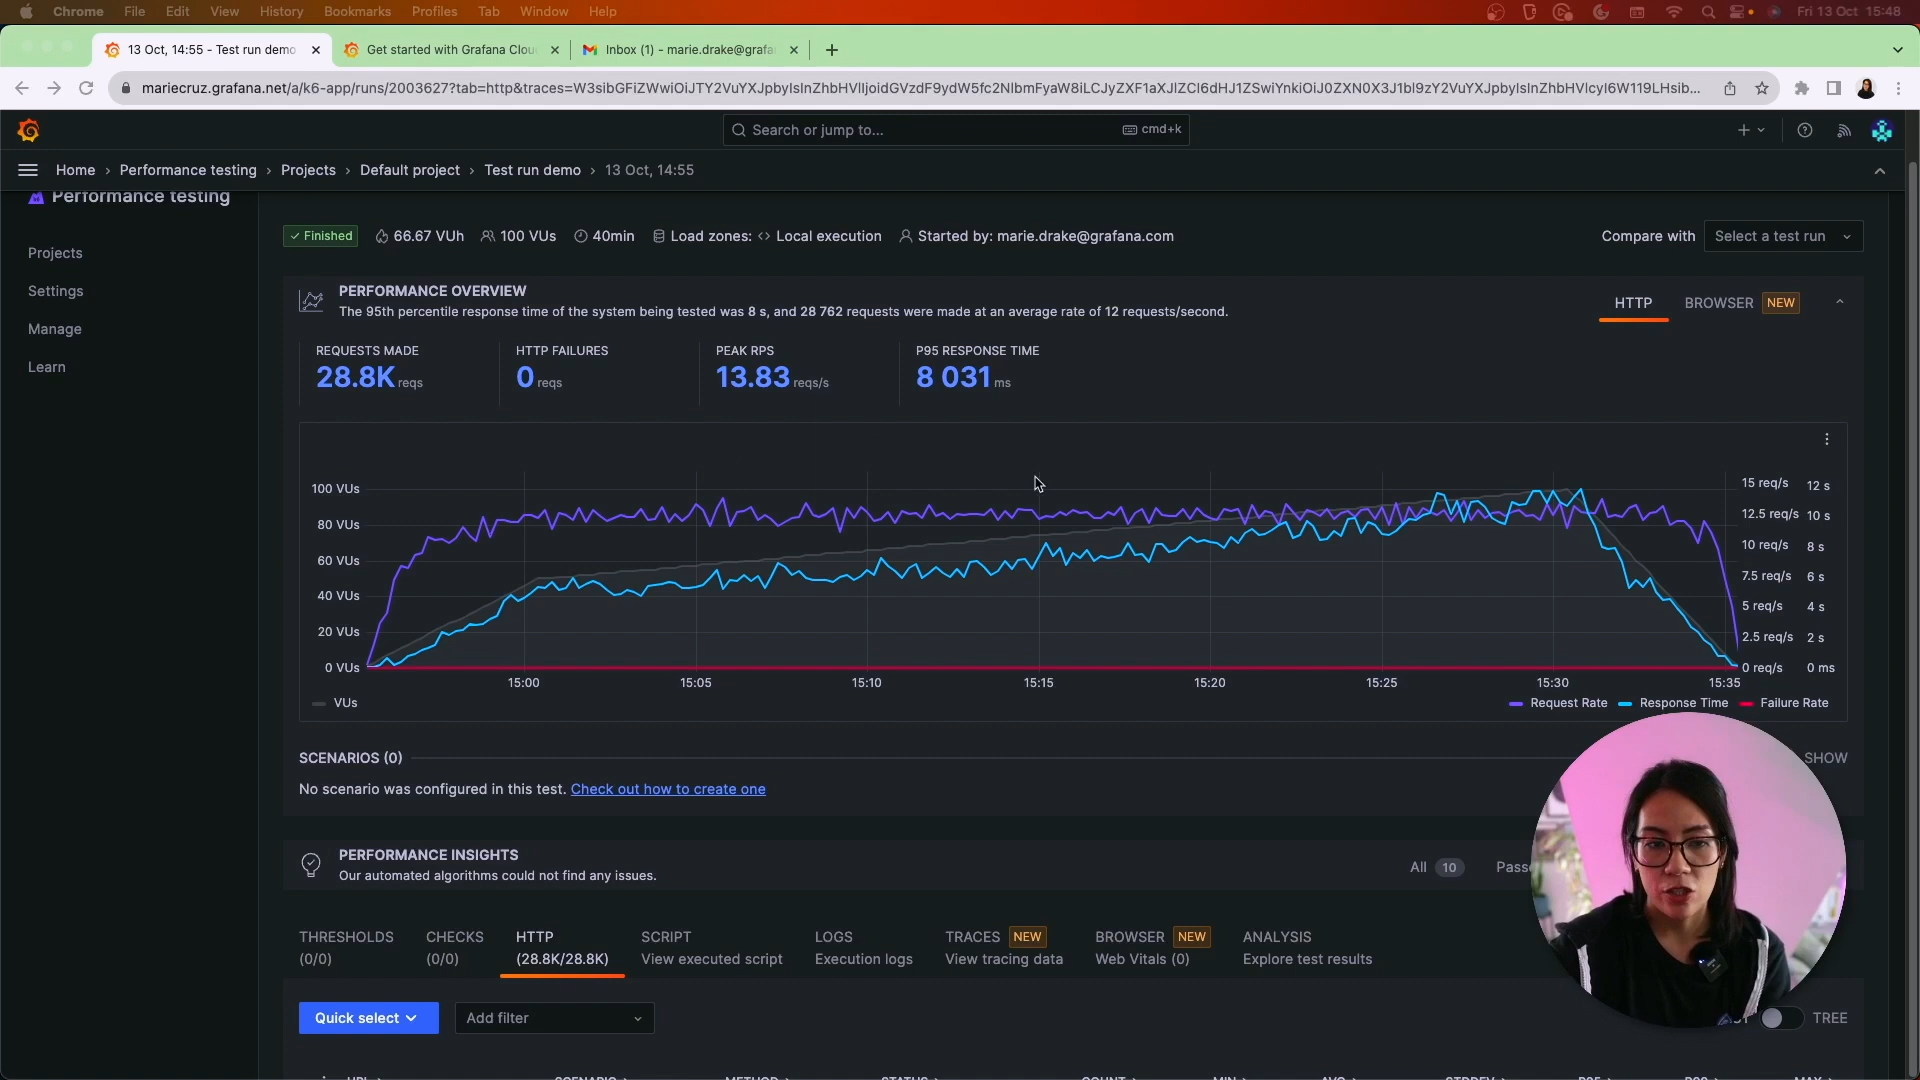 Chrome File Edit View History Bookmarks Profiles Tab Window Help Fri 13 Oct 15:48
13 Oct, 14:55 - Test run demo Get started with Grafana Clou Inbox (1) - marie.drake@grafa
Search or jump to... cmd+k
Home › Performance testing › Projects › Default project › Test run demo › 13 Oct, 14:55
Performance testing
Projects
Settings
Manage
Learn
Finished 66.67 VUh 100 VUs 40min Load zones: Local execution Started by: marie.drake@grafana.com Compare with Select a test run
PERFORMANCE OVERVIEW
The 95th percentile response time of the system being tested was 8 s, and 28 762 requests were made at an average rate of 12 requests/second.
HTTP BROWSER NEW
REQUESTS MADE HTTP FAILURES PEAK RPS P95 RESPONSE TIME
28.8K reqs 0 reqs 13.83 reqs/s 8 031 ms
100 VUs 15 req/s 12 s
80 VUs 12.5 req/s 10 s
60 VUs 10 req/s 8 s
7.5 req/s 6 s
40 VUs 5 req/s 4 s
20 VUs 2.5 req/s 2 s
0 VUs 0 req/s 0 ms
15:00 15:05 15:10 15:15 15:20 15:25 15:30 15:35
VUs Request Rate Response Time Failure Rate
SCENARIOS (0) SHOW
No scenario was configured in this test. Check out how to create one
PERFORMANCE INSIGHTS
Our automated algorithms could not find any issues.
All 10
THRESHOLDS CHECKS HTTP SCRIPT LOGS TRACES NEW BROWSER NEW ANALYSIS
(0/0) (0/0) (28.8K/28.8K) View executed script Execution logs View tracing data Web Vitals (0) Explore test results
Quick select Add filter TREE